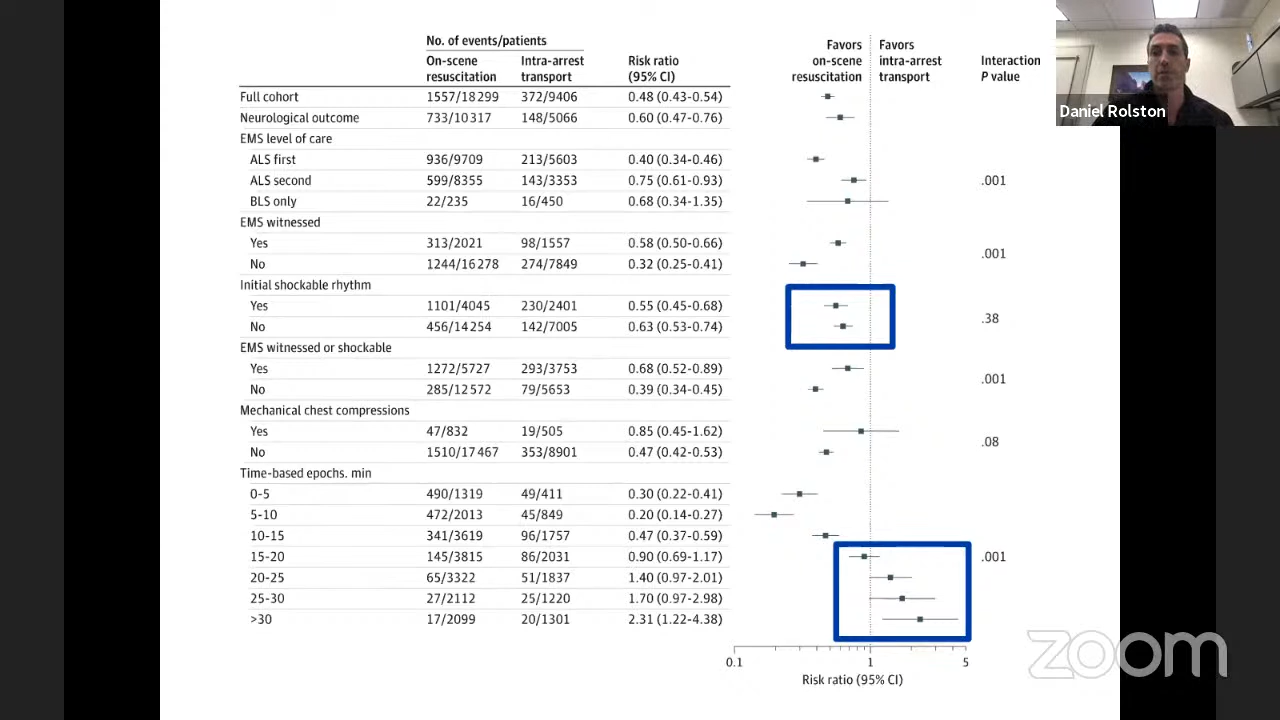 No. of events/patients
On-scene resuscitation
Intra-arrest transport
Risk ratio (95% CI)
Favors on-scene resuscitation
Favors intra-arrest transport
Interaction P value
Full cohort 1557/18299 372/9406 0.48 (0.43-0.54)
Neurological outcome 733/10317 148/5066 0.60 (0.47-0.76)
EMS level of care
ALS first 936/9709 213/5603 0.40 (0.34-0.46)
ALS second 599/8355 143/3353 0.75 (0.61-0.93) .001
BLS only 22/235 16/450 0.68 (0.34-1.35)
EMS witnessed
Yes 313/2021 98/1557 0.58 (0.50-0.66) .001
No 1244/16278 274/7849 0.32 (0.25-0.41)
Initial shockable rhythm
Yes 1101/4045 230/2401 0.55 (0.45-0.68) .38
No 456/14254 142/7005 0.63 (0.53-0.74)
EMS witnessed or shockable
Yes 1272/5727 293/3753 0.68 (0.52-0.89) .001
No 285/12572 79/5653 0.39 (0.34-0.45)
Mechanical chest compressions
Yes 47/832 19/505 0.85 (0.45-1.62) .08
No 1510/17467 353/8901 0.47 (0.42-0.53)
Time-based epochs. min
0-5 490/1319 49/411 0.30 (0.22-0.41)
5-10 472/2013 45/849 0.20 (0.14-0.27)
10-15 341/3619 96/1757 0.47 (0.37-0.59)
15-20 145/3815 86/2031 0.90 (0.69-1.17) .001
20-25 65/3322 51/1837 1.40 (0.97-2.01)
25-30 27/2112 25/1220 1.70 (0.97-2.98)
>30 17/2099 20/1301 2.31 (1.22-4.38)
0.1 1 5
Risk ratio (95% CI)
Daniel Rolston
zoom